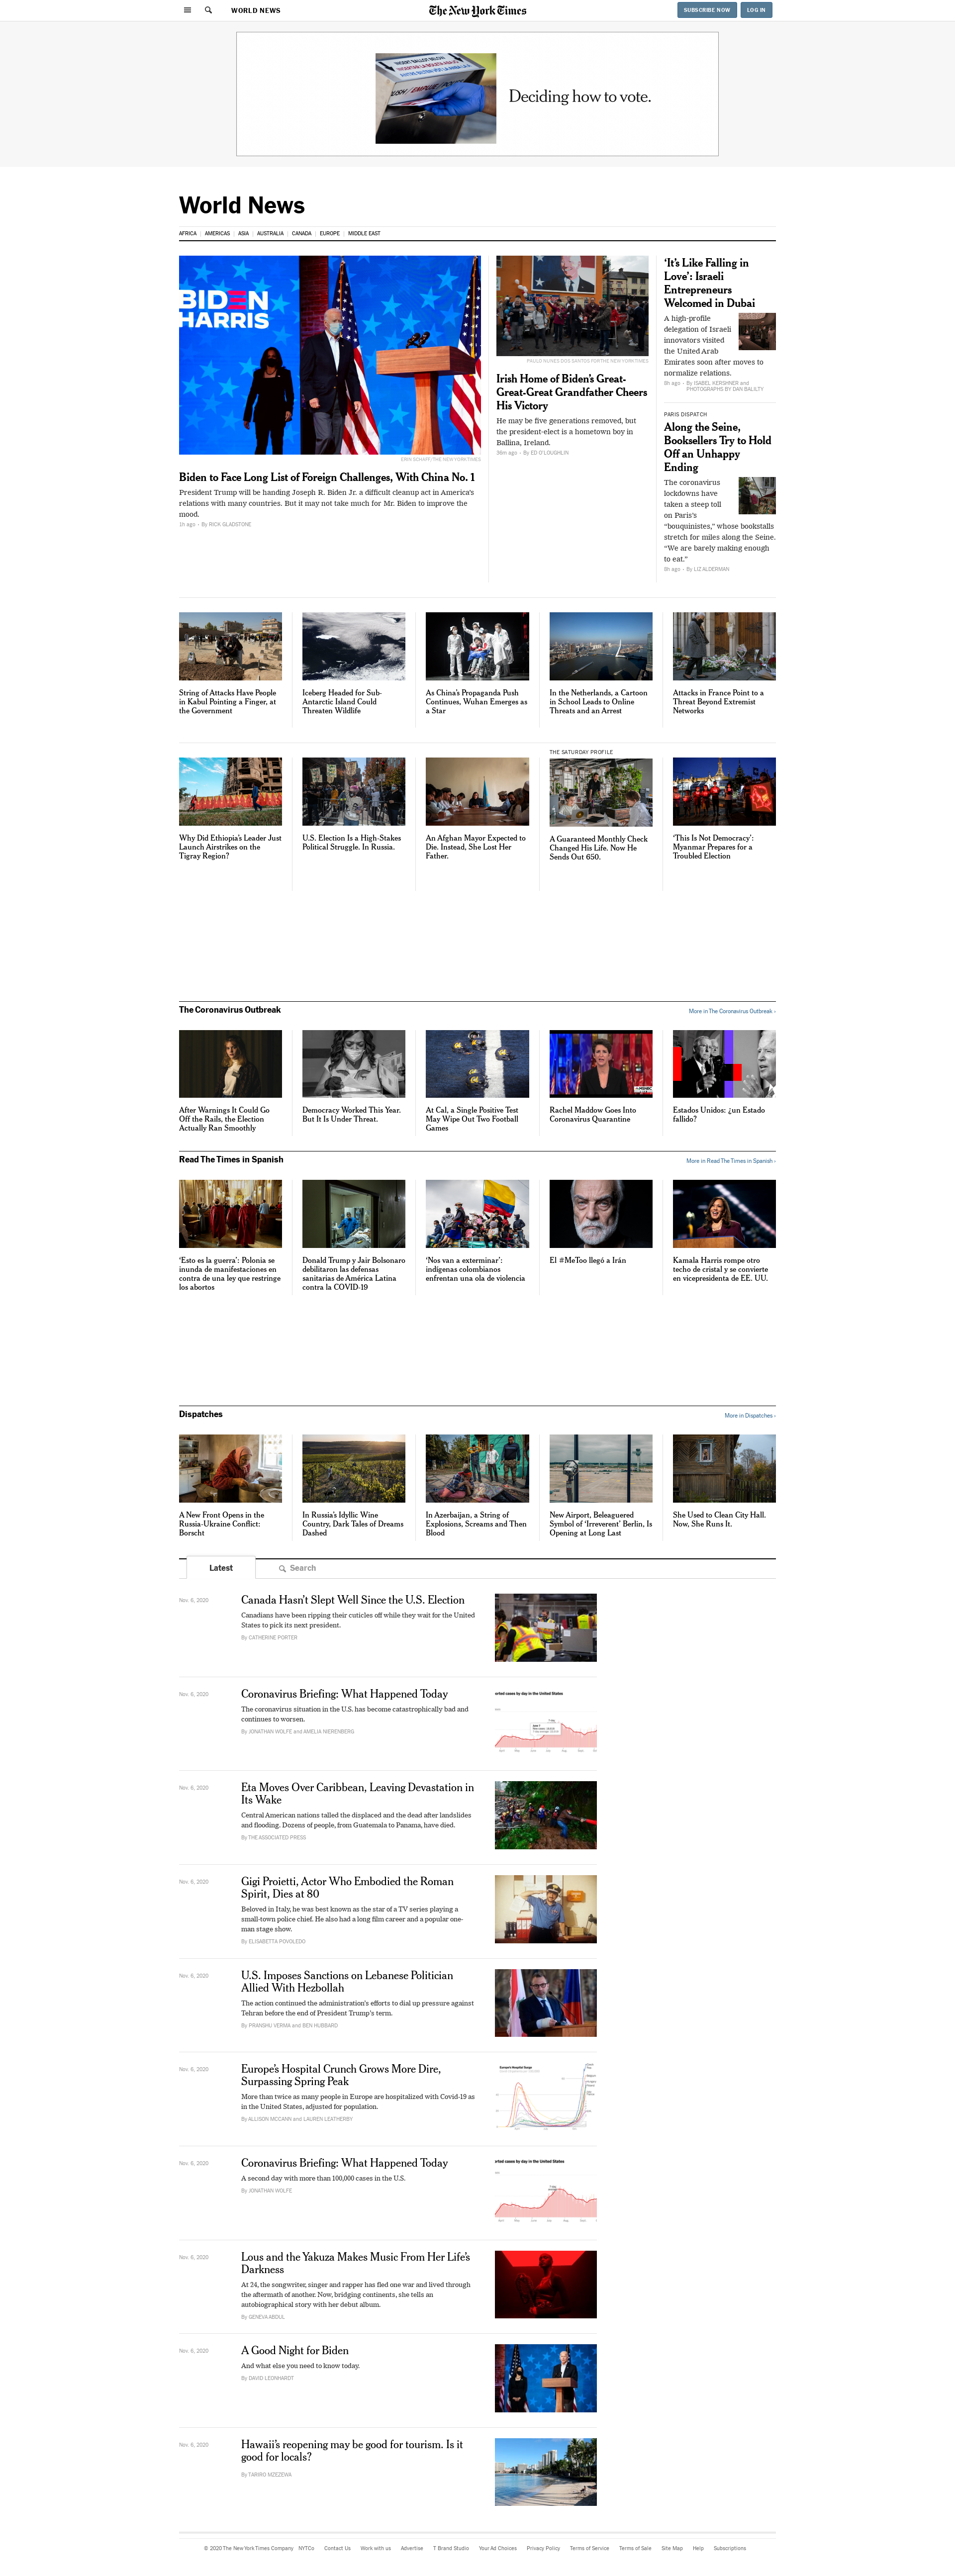 WORLD NEWS
The New York Times
SUBSCRIBE NOW
LOG IN
Deciding how to vote.
World News
AFRICA
AMERICAS
ASIA
AUSTRALIA
CANADA
EUROPE
MIDDLE EAST
BIDEN
HARRIS
ERIN SCHAFF/THE NEW YORK TIMES
Biden to Face Long List of Foreign Challenges, With China No. 1
President Trump will be handing Joseph R. Biden Jr. a difficult cleanup act in America's
relations with many countries. But it may not take much for Mr. Biden to improve the
mood.
1h ago - By RICK GLADSTONE
PAULO NUNES DOS SANTOS FOR THE NEW YORK TIMES
Irish Home of Biden's Great-
Great-Great Grandfather Cheers
His Victory
He may be five generations removed, but
the president-elect is a hometown boy in
Ballina, Ireland.
36m ago - By ED O'LOUGHLIN
'It's Like Falling in
Love': Israeli
Entrepreneurs
Welcomed in Dubai
A high-profile
delegation of Israeli
innovators visited
the United Arab
Emirates soon after moves to
normalize relations.
8h ago - By ISABEL KERSHNER and
PHOTOGRAPHS BY DAN BALILTY
PARIS DISPATCH
Along the Seine,
Booksellers Try to Hold
Off an Unhappy
Ending
The coronavirus
lockdowns have
taken a steep toll
on Paris's
"bouquinistes," whose bookstalls
stretch for miles along the Seine.
"We are barely making enough
to eat."
8h ago - By LIZ ALDERMAN
String of Attacks Have People
in Kabul Pointing a Finger, at
the Government
Iceberg Headed for Sub-
Antarctic Island Could
Threaten Wildlife
As China's Propaganda Push
Continues, Wuhan Emerges as
a Star
In the Netherlands, a Cartoon
in School Leads to Online
Threats and an Arrest
Attacks in France Point to a
Threat Beyond Extremist
Networks
Why Did Ethiopia's Leader Just
Launch Airstrikes on the
Tigray Region?
U.S. Election Is a High-Stakes
Political Struggle. In Russia.
An Afghan Mayor Expected to
Die. Instead, She Lost Her
Father.
THE SATURDAY PROFILE
A Guaranteed Monthly Check
Changed His Life. Now He
Sends Out 650.
'This Is Not Democracy':
Myanmar Prepares for a
Troubled Election
The Coronavirus Outbreak
More in The Coronavirus Outbreak ›
After Warnings It Could Go
Off the Rails, the Election
Actually Ran Smoothly
Democracy Worked This Year.
But It Is Under Threat.
At Cal, a Single Positive Test
May Wipe Out Two Football
Games
Rachel Maddow Goes Into
Coronavirus Quarantine
Estados Unidos: ¿un Estado
fallido?
Read The Times in Spanish
More in Read The Times in Spanish ›
'Esto es la guerra': Polonia se
inunda de manifestaciones en
contra de una ley que restringe
los abortos
Donald Trump y Jair Bolsonaro
debilitaron las defensas
sanitarias de América Latina
contra la COVID-19
'Nos van a exterminar':
indígenas colombianos
enfrentan una ola de violencia
El #MeToo llegó a Irán
Kamala Harris rompe otro
techo de cristal y se convierte
en vicepresidenta de EE. UU.
Dispatches
More in Dispatches ›
A New Front Opens in the
Russia-Ukraine Conflict:
Borscht
In Russia's Idyllic Wine
Country, Dark Tales of Dreams
Dashed
In Azerbaijan, a String of
Explosions, Screams and Then
Blood
New Airport, Beleaguered
Symbol of 'Irreverent' Berlin, Is
Opening at Long Last
She Used to Clean City Hall.
Now, She Runs It.
Latest
Search
Nov. 6, 2020
Canada Hasn't Slept Well Since the U.S. Election
Canadians have been ripping their cuticles off while they wait for the United
States to pick its next president.
By CATHERINE PORTER
Nov. 6, 2020
Coronavirus Briefing: What Happened Today
The coronavirus situation in the U.S. has become catastrophically bad and
continues to worsen.
By JONATHAN WOLFE and AMELIA NIERENBERG
orted cases by day in the United States
Nov. 6, 2020
Eta Moves Over Caribbean, Leaving Devastation in
Its Wake
Central American nations talled the displaced and the dead after landslides
and flooding. Dozens of people, from Guatemala to Panama, have died.
By THE ASSOCIATED PRESS
Nov. 6, 2020
Gigi Proietti, Actor Who Embodied the Roman
Spirit, Dies at 80
Beloved in Italy, he was best known as the star of a TV series playing a
small-town police chief. He also had a long film career and a popular one-
man stage show.
By ELISABETTA POVOLEDO
Nov. 6, 2020
U.S. Imposes Sanctions on Lebanese Politician
Allied With Hezbollah
The action continued the administration's efforts to dial up pressure against
Tehran before the end of President Trump's term.
By PRANSHU VERMA and BEN HUBBARD
Nov. 6, 2020
Europe's Hospital Crunch Grows More Dire,
Surpassing Spring Peak
More than twice as many people in Europe are hospitalized with Covid-19 as
in the United States, adjusted for population.
By ALLISON MCCANN and LAUREN LEATHERBY
Nov. 6, 2020
Coronavirus Briefing: What Happened Today
A second day with more than 100,000 cases in the U.S.
By JONATHAN WOLFE
orted cases by day in the United States
Nov. 6, 2020
Lous and the Yakuza Makes Music From Her Life's
Darkness
At 24, the songwriter, singer and rapper has fled one war and lived through
the aftermath of another. Now, bridging continents, she tells an
autobiographical story with her debut album.
By GENEVA ABDUL
Nov. 6, 2020
A Good Night for Biden
And what else you need to know today.
By DAVID LEONHARDT
Nov. 6, 2020
Hawaii's reopening may be good for tourism. Is it
good for locals?
By TARIRO MZEZEWA
© 2020 The New York Times Company NYTCo Contact Us Work with us Advertise T Brand Studio Your Ad Choices Privacy Policy Terms of Service Terms of Sale Site Map Help Subscriptions